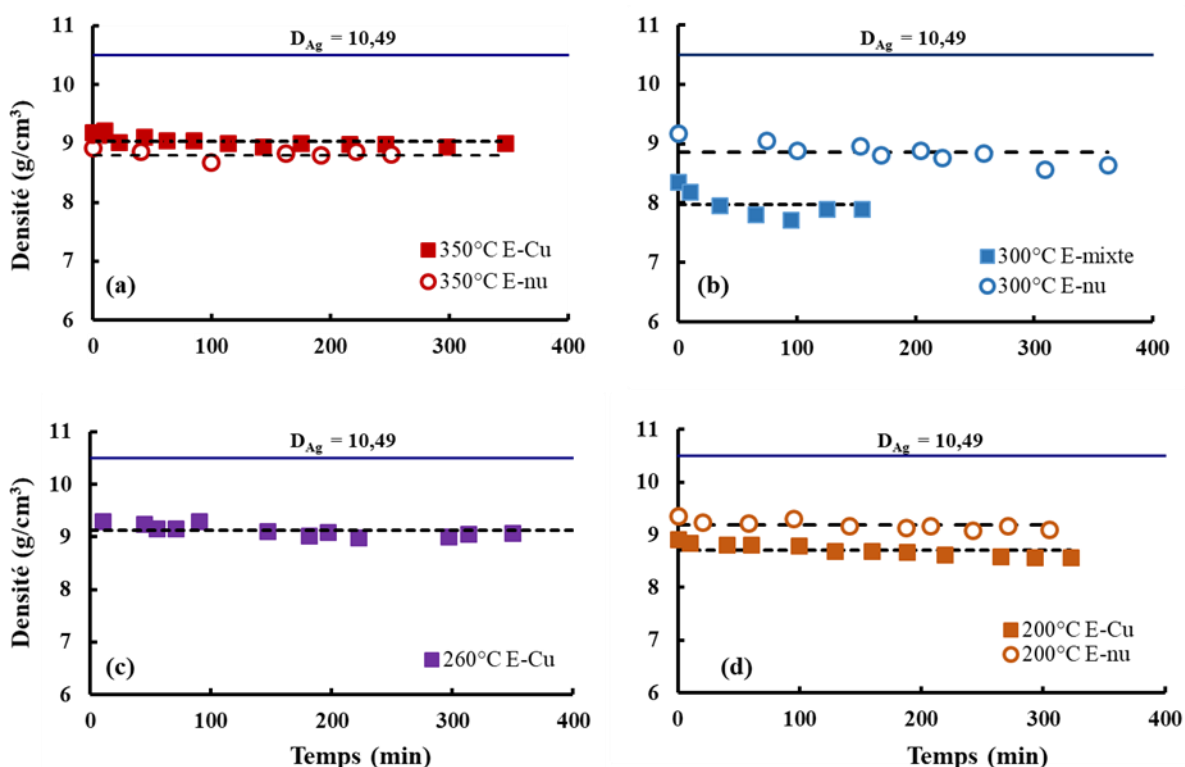 11
D_Ag = 10,49
10
9
8
7
6
Densité (g/cm³)
350°C E-Cu
350°C E-nu
(a)
0 100 200 300 400
11
D_Ag = 10,49
10
9
8
7
6
300°C E-mixte
300°C E-nu
(b)
0 100 200 300 400
11
D_Ag = 10,49
10
9
8
7
6
Densité (g/cm³)
(c)
260°C E-Cu
0 100 200 300 400
Temps (min)
11
D_Ag = 10,49
10
9
8
7
6
200°C E-Cu
200°C E-nu
(d)
0 100 200 300 400
Temps (min)